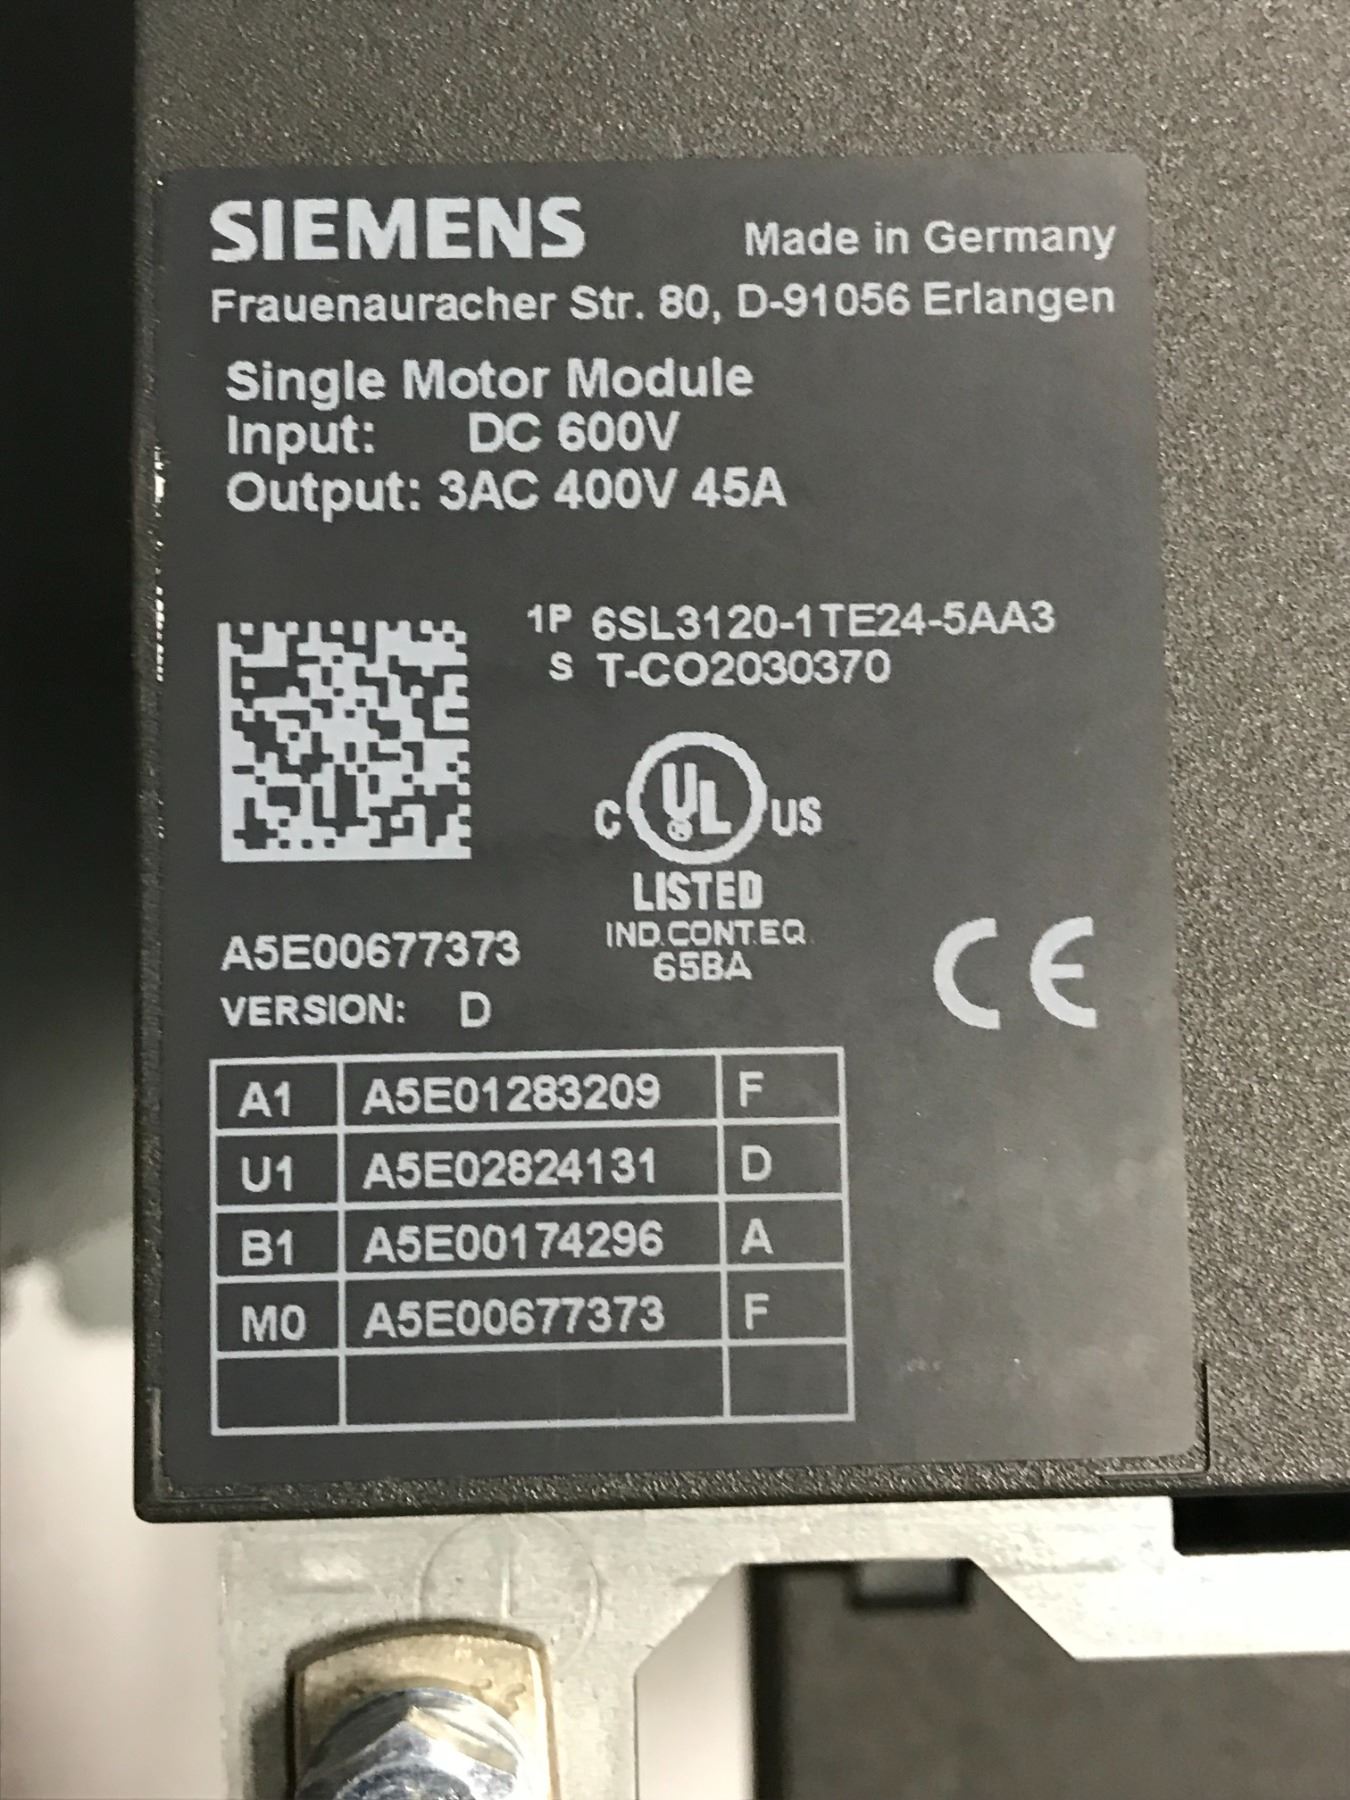 SIEMENS Made in Germany
Frauenauracher Str. 80, D-91056 Erlangen
Single Motor Module
Input: DC 600V
Output: 3AC 400V 45A
1P 6SL3120-1TE24-5AA3
S T-CO2030370
C UL US
LISTED
IND.CONT.EQ.
65BA
CE
A5E00677373
VERSION: D
A1 A5E01283209 F
U1 A5E02824131 D
B1 A5E00174296 A
M0 A5E00677373 F